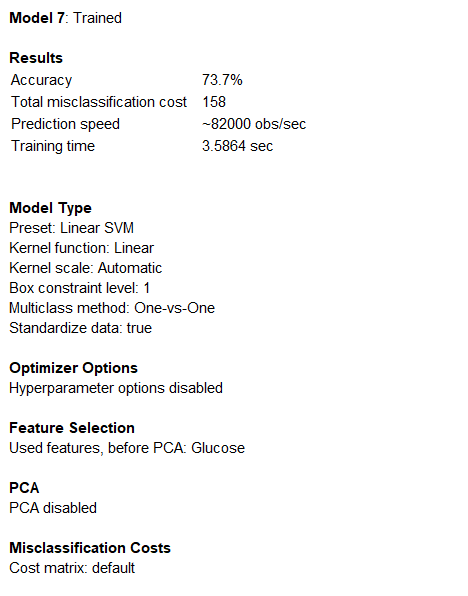 Model 7: Trained
Results
Accuracy 73.7%
Total misclassification cost 158
Prediction speed ~82000 obs/sec
Training time 3.5864 sec
Model Type
Preset: Linear SVM
Kernel function: Linear
Kernel scale: Automatic
Box constraint level: 1
Multiclass method: One-vs-One
Standardize data: true
Optimizer Options
Hyperparameter options disabled
Feature Selection
Used features, before PCA: Glucose
PCA
PCA disabled
Misclassification Costs
Cost matrix: default